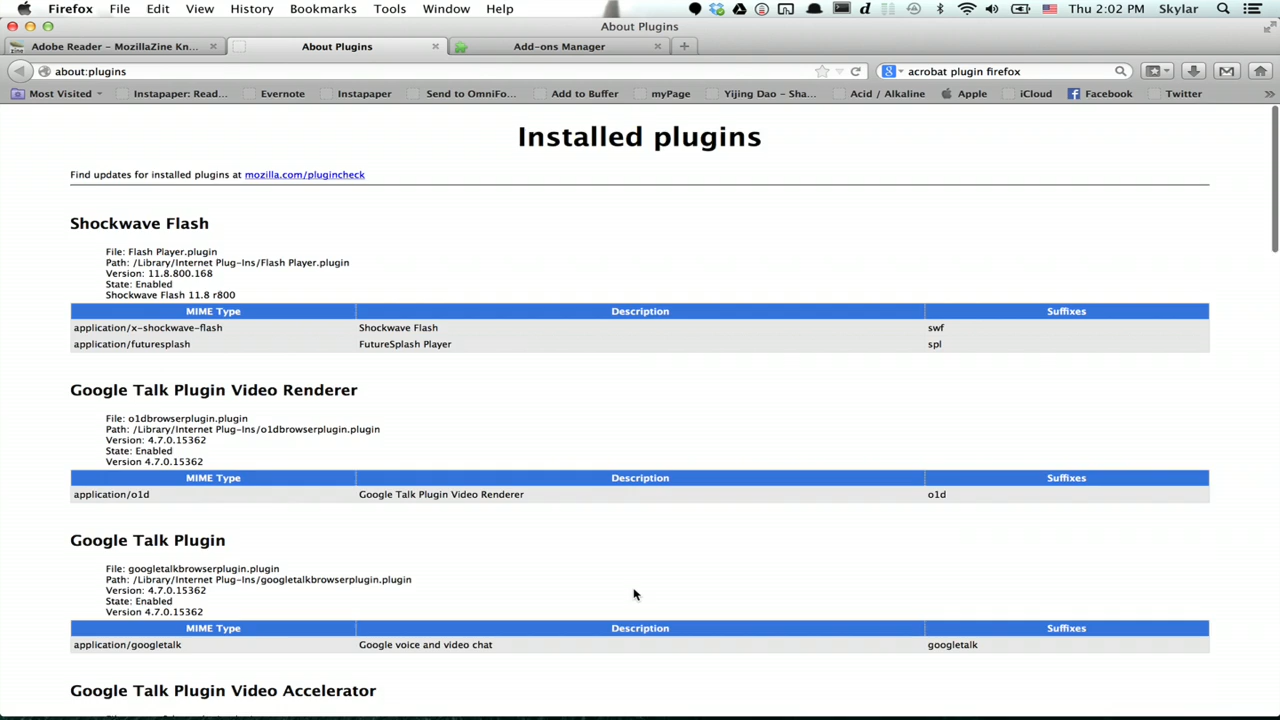 Firefox File Edit View History Bookmarks Tools Window Help Thu 2:02 PM Skylar
About Plugins
Adobe Reader – MozillaZine Kn... About Plugins Add-ons Manager
about:plugins acrobat plugin firefox
Most Visited Instapaper: Read... Evernote Instapaper Send to OmniFo... Add to Buffer myPage Yijing Dao – Sha... Acid / Alkaline Apple iCloud Facebook Twitter
Installed plugins
Find updates for installed plugins at mozilla.com/plugincheck
Shockwave Flash
File: Flash Player.plugin
Path: /Library/Internet Plug-Ins/Flash Player.plugin
Version: 11.8.800.168
State: Enabled
Shockwave Flash 11.8 r800
MIME Type Description Suffixes
application/x-shockwave-flash Shockwave Flash swf
application/futuresplash FutureSplash Player spl
Google Talk Plugin Video Renderer
File: o1dbrowserplugin.plugin
Path: /Library/Internet Plug-Ins/o1dbrowserplugin.plugin
Version: 4.7.0.15362
State: Enabled
Version 4.7.0.15362
MIME Type Description Suffixes
application/o1d Google Talk Plugin Video Renderer o1d
Google Talk Plugin
File: googletalkbrowserplugin.plugin
Path: /Library/Internet Plug-Ins/googletalkbrowserplugin.plugin
Version: 4.7.0.15362
State: Enabled
Version 4.7.0.15362
MIME Type Description Suffixes
application/googletalk Google voice and video chat googletalk
Google Talk Plugin Video Accelerator